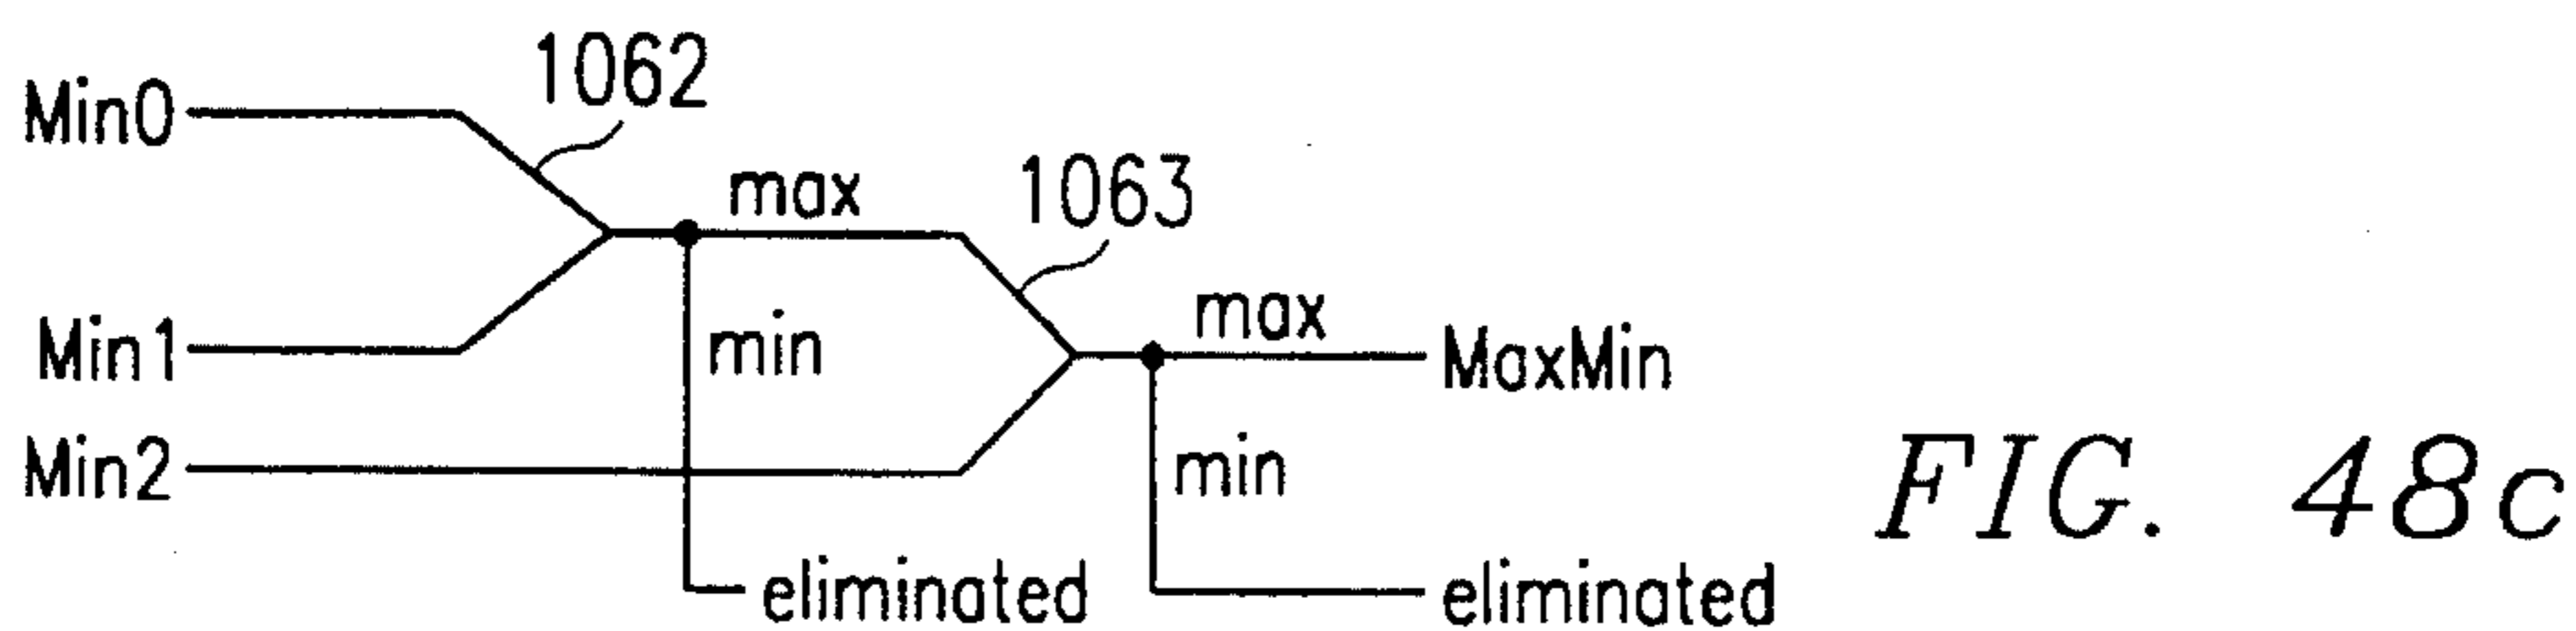 1062
Min0
max
1063
Min1
min
max
MaxMin
Min2
min
eliminated
eliminated
FIG. 48c